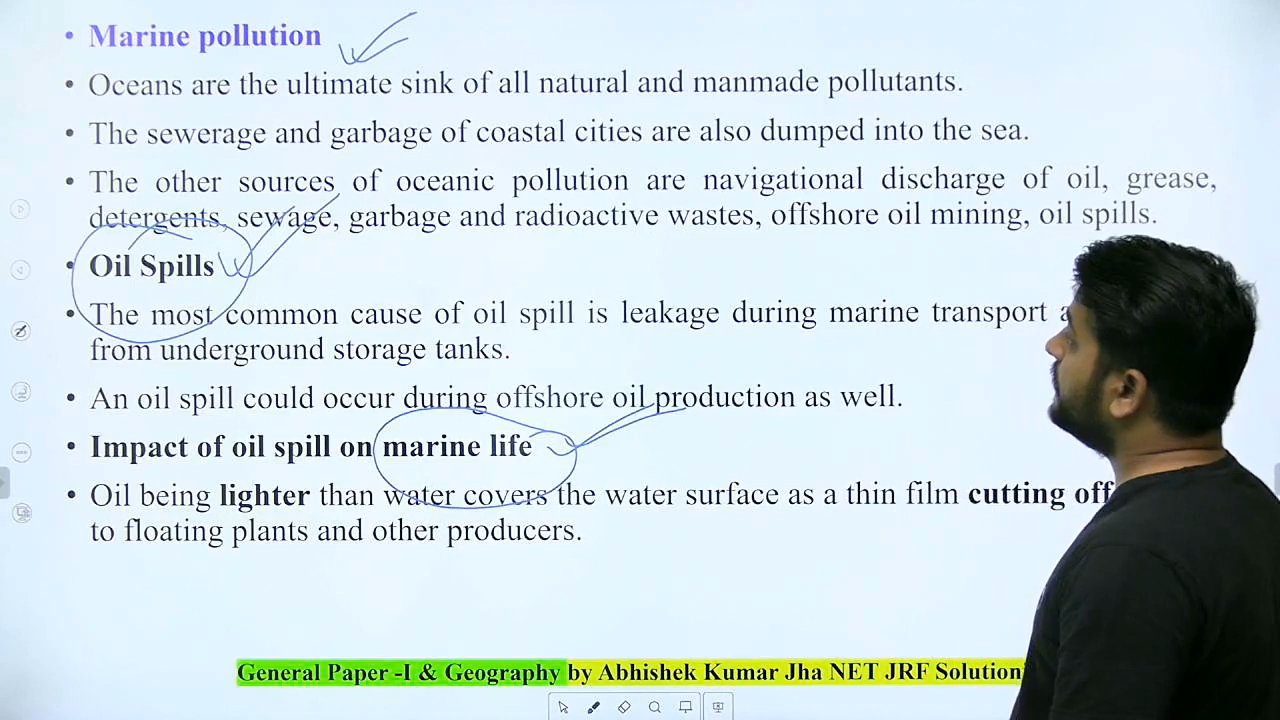 • Marine pollution
• Oceans are the ultimate sink of all natural and manmade pollutants.
• The sewerage and garbage of coastal cities are also dumped into the sea.
• The other sources of oceanic pollution are navigational discharge of oil, grease,
detergents, sewage, garbage and radioactive wastes, offshore oil mining, oil spills.
• Oil Spills
• The most common cause of oil spill is leakage during marine transport
from underground storage tanks.
• An oil spill could occur during offshore oil production as well.
• Impact of oil spill on marine life
• Oil being lighter than water covers the water surface as a thin film cutting off
to floating plants and other producers.
General Paper -I & Geography by Abhishek Kumar Jha NET JRF Solution